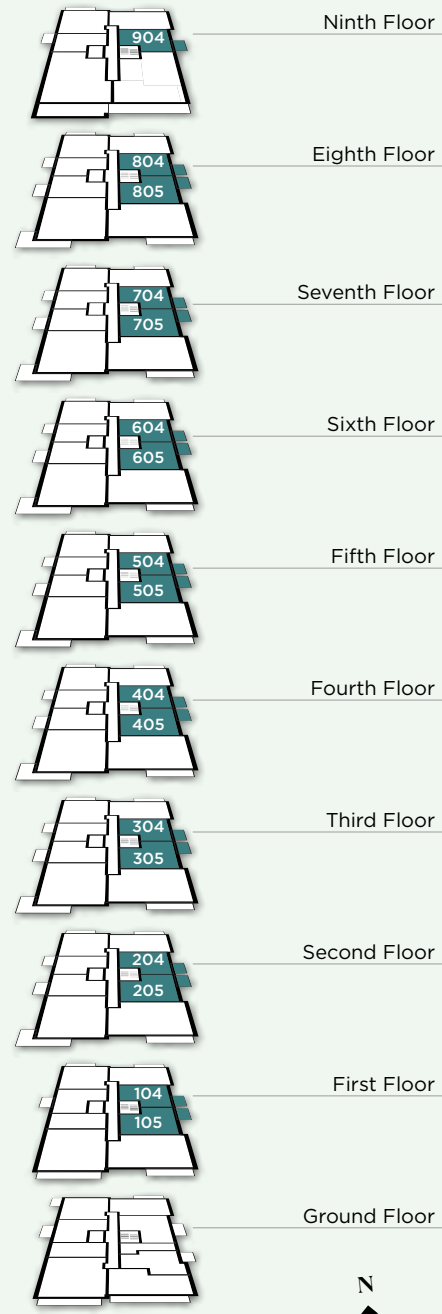 Ninth Floor
904
Eighth Floor
804
805
Seventh Floor
704
705
Sixth Floor
604
605
Fifth Floor
504
505
Fourth Floor
404
405
Third Floor
304
305
Second Floor
204
205
First Floor
104
105
Ground Floor
N